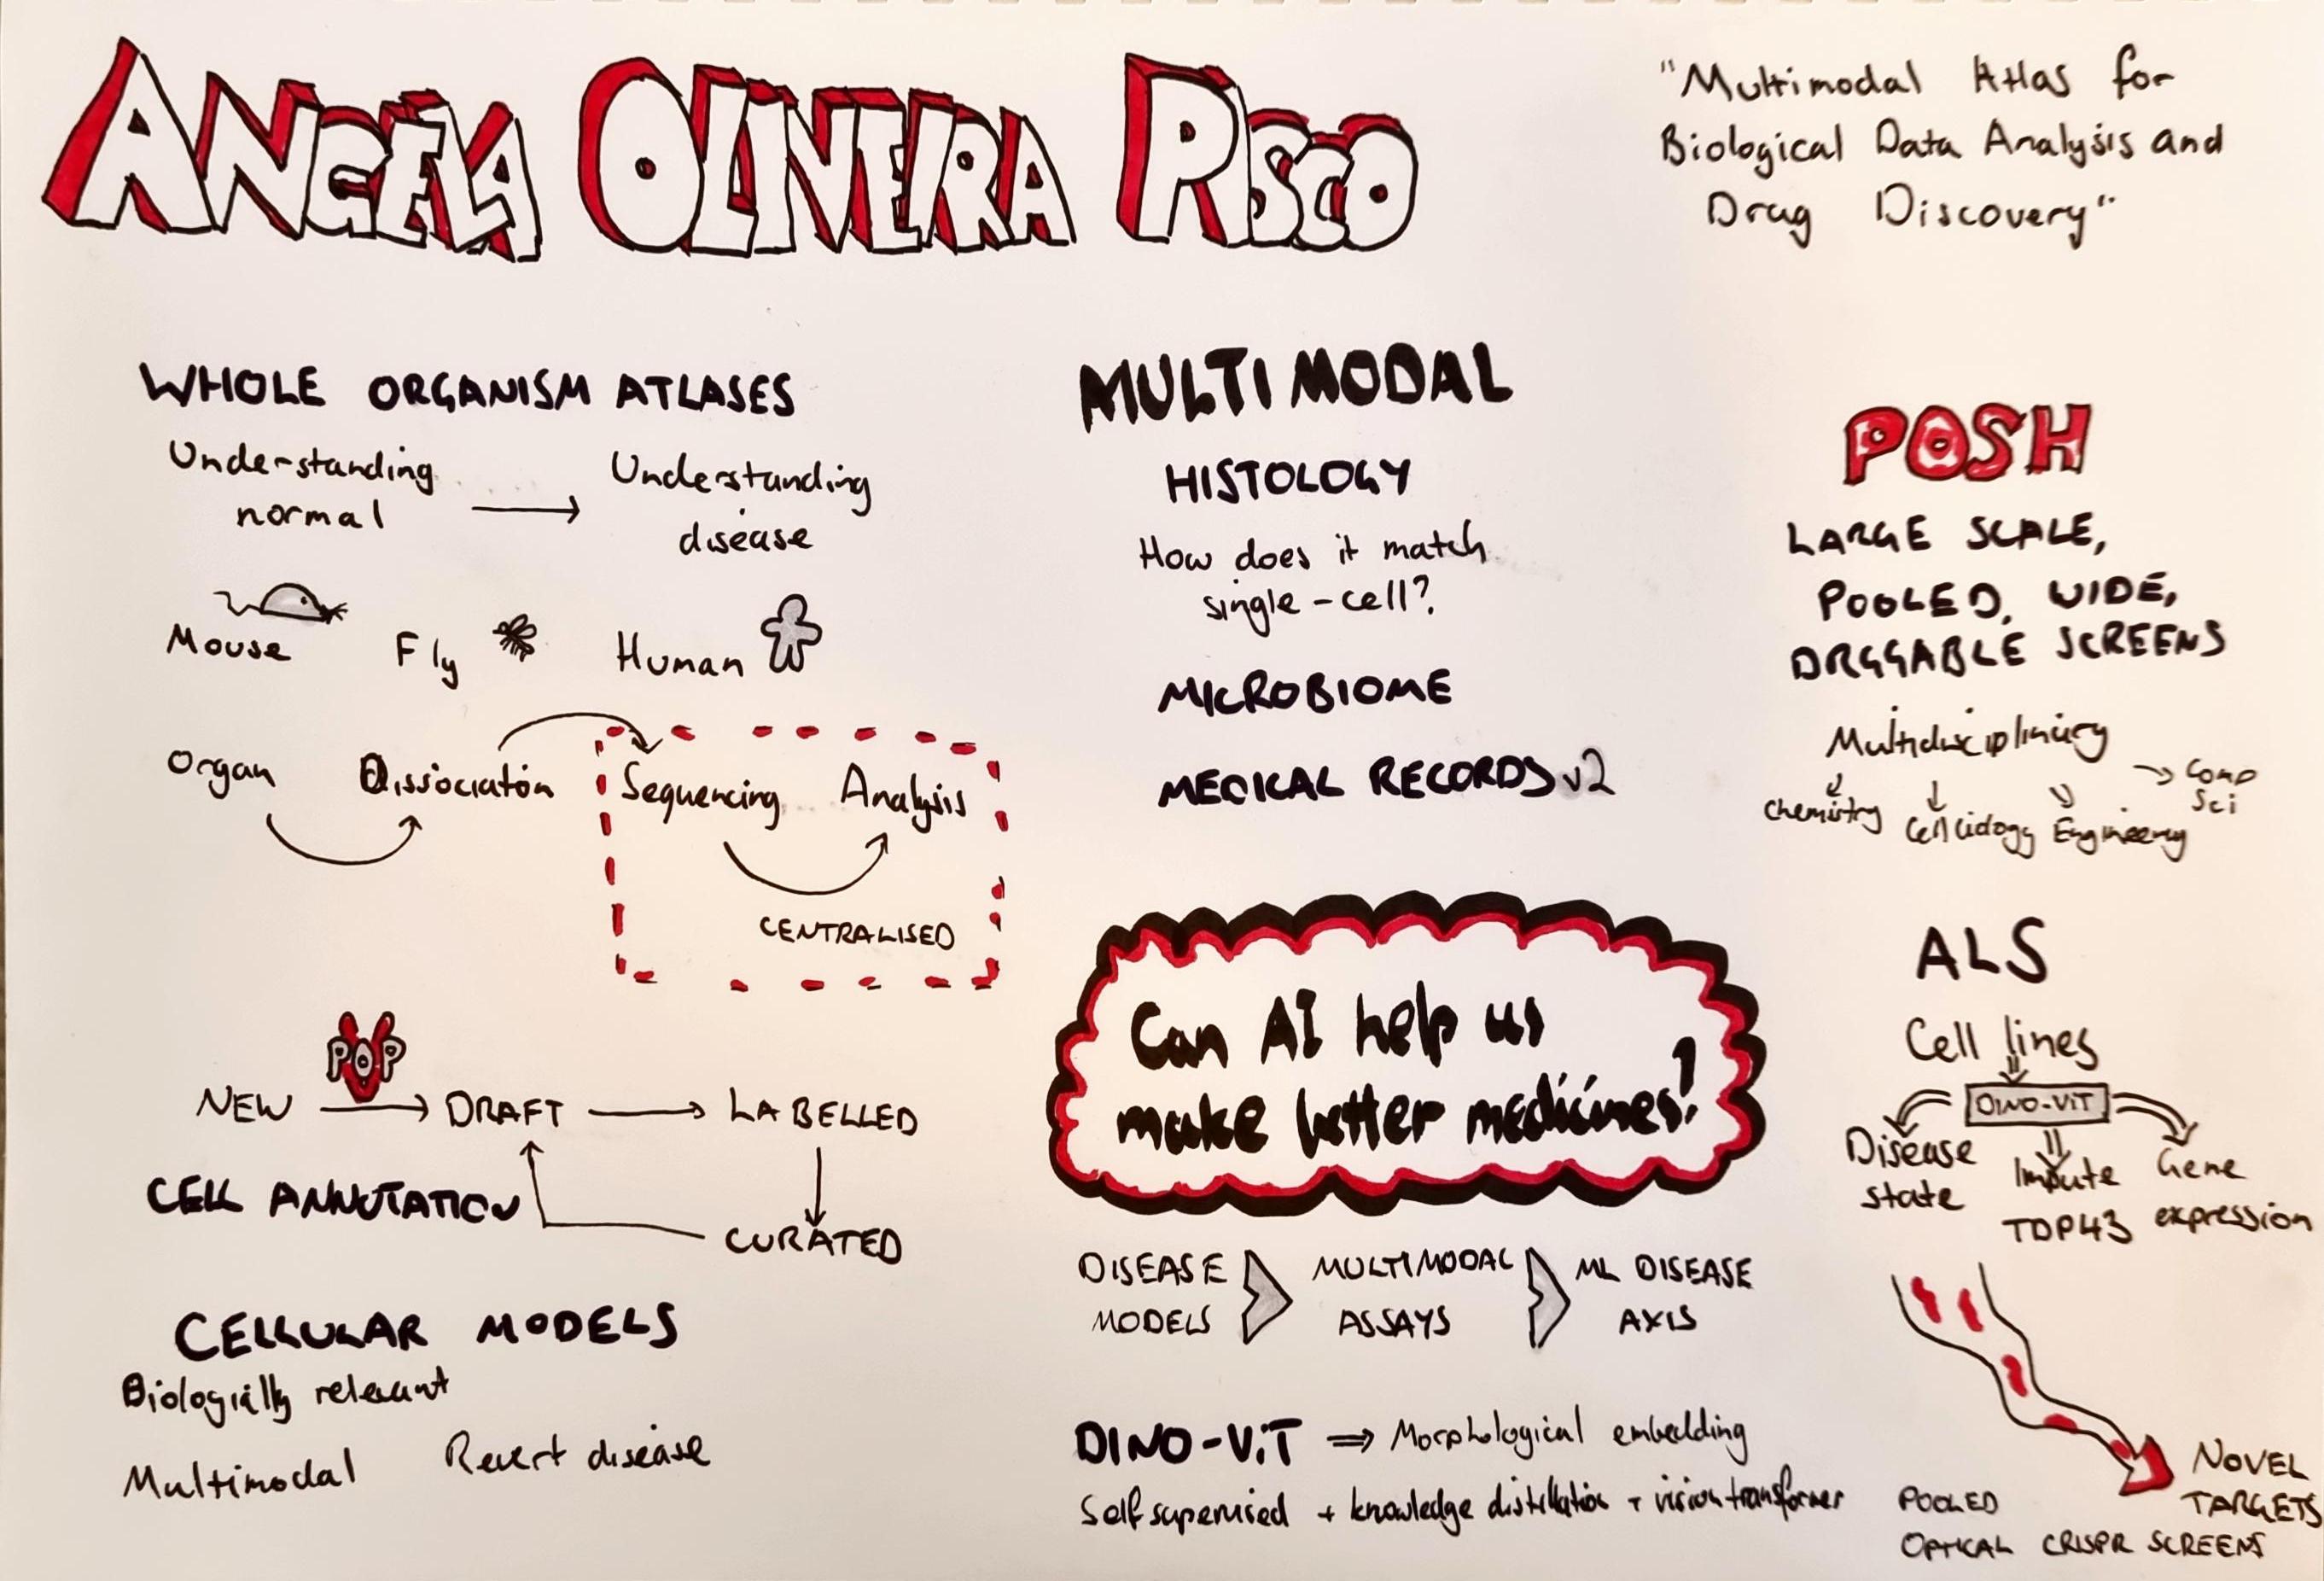 ANGELA OLIVEIRA PISCO
"Multimodal Atlas for
Biological Data Analysis and
Drug Discovery"
WHOLE ORGANISM ATLASES
Understanding
normal
Understanding
disease
Mouse
Fly
Human
Organ
Dissociation
Sequencing
Analysis
CENTRALISED
POPV
NEW
DRAFT
LABELLED
CELL ANNOTATION
CURATED
CELLULAR MODELS
Biologically relevant
Multimodal
Revert disease
MULTIMODAL
HISTOLOGY
How does it match
single-cell?
MICROBIOME
MEDICAL RECORDS v2
Can AI help us
make better medicines?
DISEASE
MODELS
MULTIMODAL
ASSAYS
ML DISEASE
AXIS
DINO-ViT ⇒ Morphological embedding
Self supervised + knowledge distillation + vision transformer
POSH
LARGE SCALE,
POOLED, WIDE,
DRGGABLE SCREENS
Multidisciplinary
Chemistry
Cell biology
Engineering
Comp
Sci
ALS
Cell lines
DINO-ViT
Disease
state
Impute
TDP43
Gene
expression
NOVEL
TARGETS
POOLED
OPTICAL CRISPR SCREENS